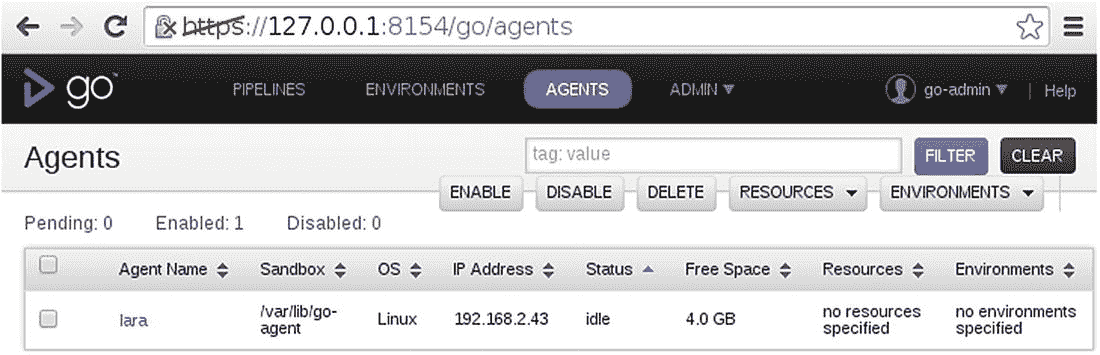 https://127.0.0.1:8154/go/agents
go™ PIPELINES ENVIRONMENTS AGENTS ADMIN go-admin | Help
Agents tag: value FILTER CLEAR
ENABLE DISABLE DELETE RESOURCES ENVIRONMENTS
Pending: 0 Enabled: 1 Disabled: 0
Agent Name Sandbox OS IP Address Status Free Space Resources Environments
lara /var/lib/go-agent Linux 192.168.2.43 idle 4.0 GB no resources specified no environments specified